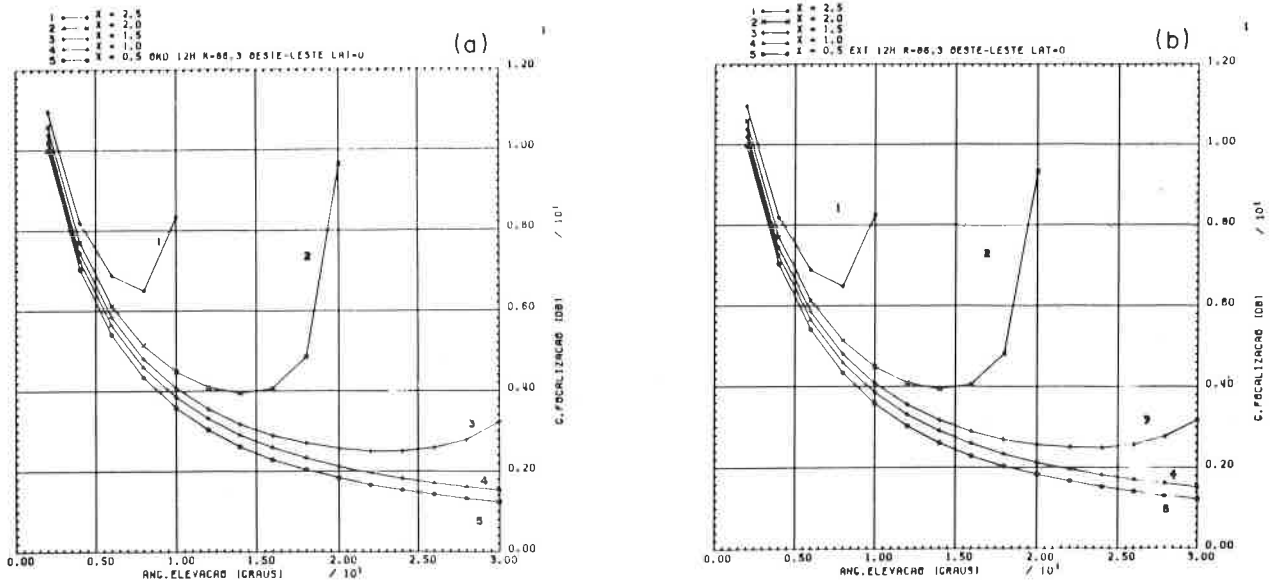 1 X = 2.5
2 X = 2.0
3 X = 1.5
4 X = 1.0
5 X = 0.5 ORD 12H R=66.3 OESTE-LESTE LAT=0
(a)
1.20
1.00
0.80
0.60
0.40
0.20
0.00
/ 10¹
G.FOCALIZACAO (DB)
1
2
3
4
5
0.00 0.50 1.00 1.50 2.00 2.50 3.00
ANG.ELEVACAO (GRAUS) / 10¹
1 X = 2.5
2 X = 2.0
3 X = 1.5
4 X = 1.0
5 X = 0.5 EXT 12H R=66.3 OESTE-LESTE LAT=0
(b)
1.20
1.00
0.80
0.60
0.40
0.20
0.00
/ 10¹
G.FOCALIZACAO (DB)
1
2
4
0.00 0.50 1.00 1.50 2.00 2.50 3.00
ANG.ELEVACAO (GRAUS) / 10¹